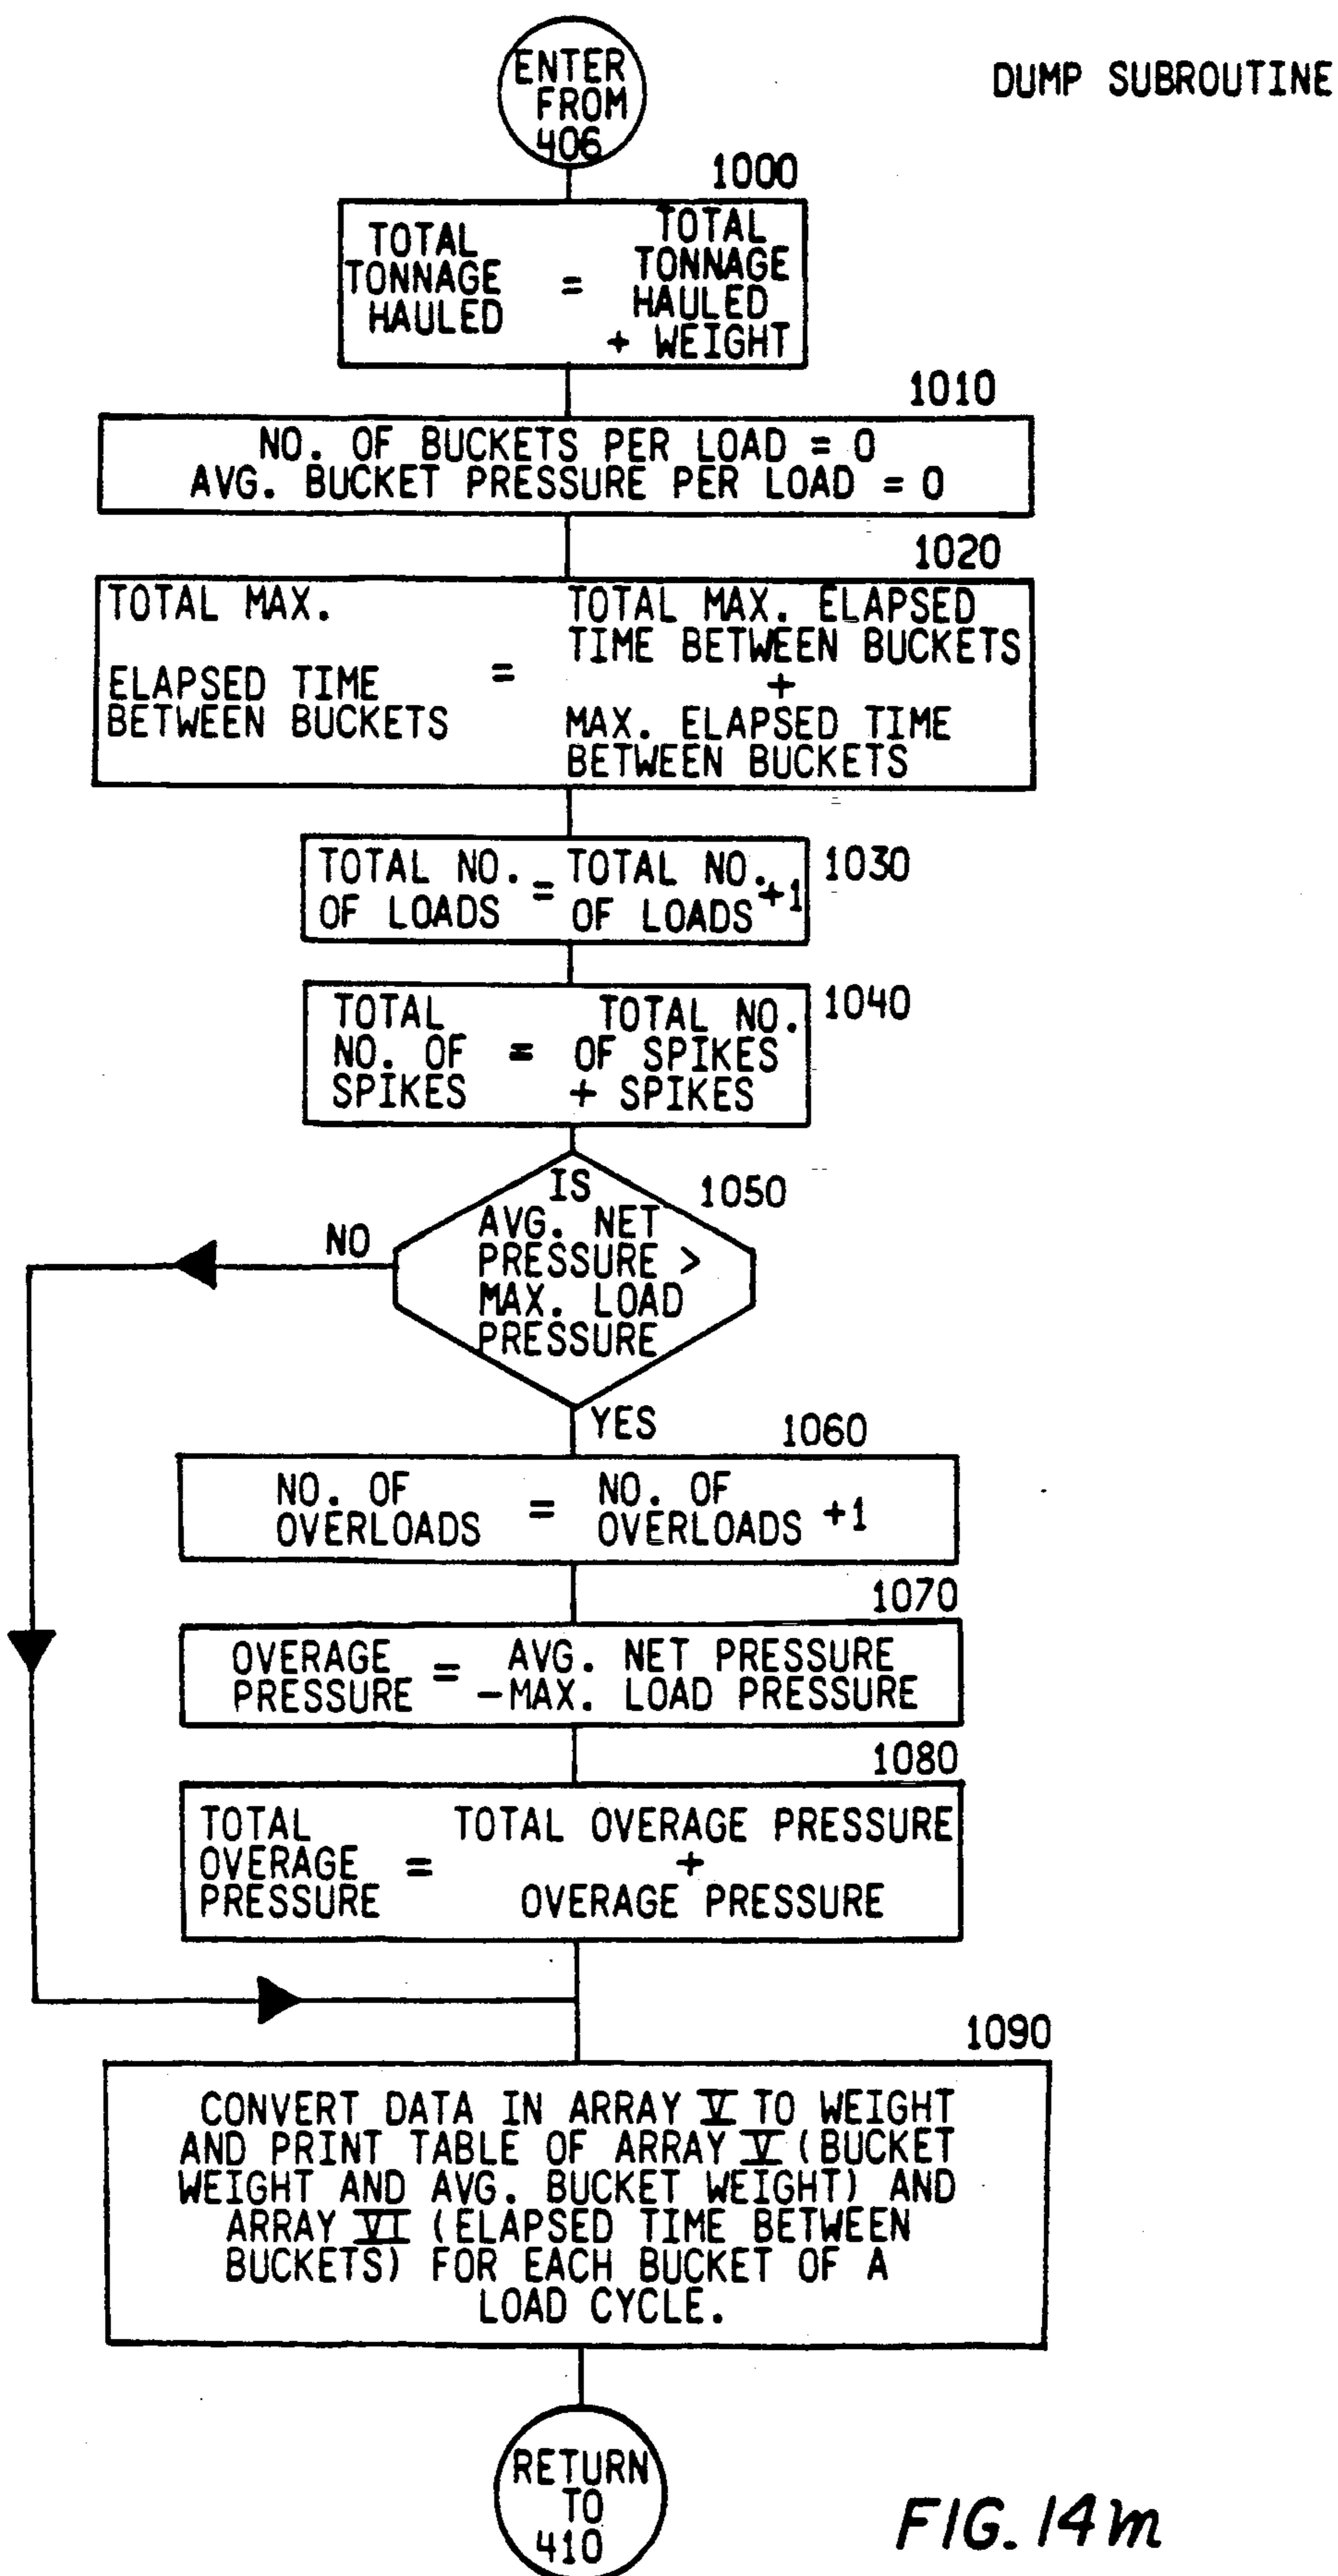 ENTER
FROM
406
DUMP SUBROUTINE
1000
TOTAL
TONNAGE
HAULED
=
TOTAL
TONNAGE
HAULED
+ WEIGHT
1010
NO. OF BUCKETS PER LOAD = 0
AVG. BUCKET PRESSURE PER LOAD = 0
1020
TOTAL MAX.
ELAPSED TIME
BETWEEN BUCKETS
=
TOTAL MAX. ELAPSED
TIME BETWEEN BUCKETS
+
MAX. ELAPSED TIME
BETWEEN BUCKETS
1030
TOTAL NO.
OF LOADS
=
TOTAL NO.
OF LOADS
+1
1040
TOTAL
NO. OF
SPIKES
=
TOTAL NO.
OF SPIKES
+ SPIKES
1050
IS
AVG. NET
PRESSURE >
MAX. LOAD
PRESSURE
NO
YES
1060
NO. OF
OVERLOADS
=
NO. OF
OVERLOADS
+1
1070
OVERAGE
PRESSURE
=
AVG. NET PRESSURE
-MAX. LOAD PRESSURE
1080
TOTAL
OVERAGE
PRESSURE
=
TOTAL OVERAGE PRESSURE
+
OVERAGE PRESSURE
1090
CONVERT DATA IN ARRAY V TO WEIGHT
AND PRINT TABLE OF ARRAY V (BUCKET
WEIGHT AND AVG. BUCKET WEIGHT) AND
ARRAY VI (ELAPSED TIME BETWEEN
BUCKETS) FOR EACH BUCKET OF A
LOAD CYCLE.
RETURN
TO
410
FIG. 14m